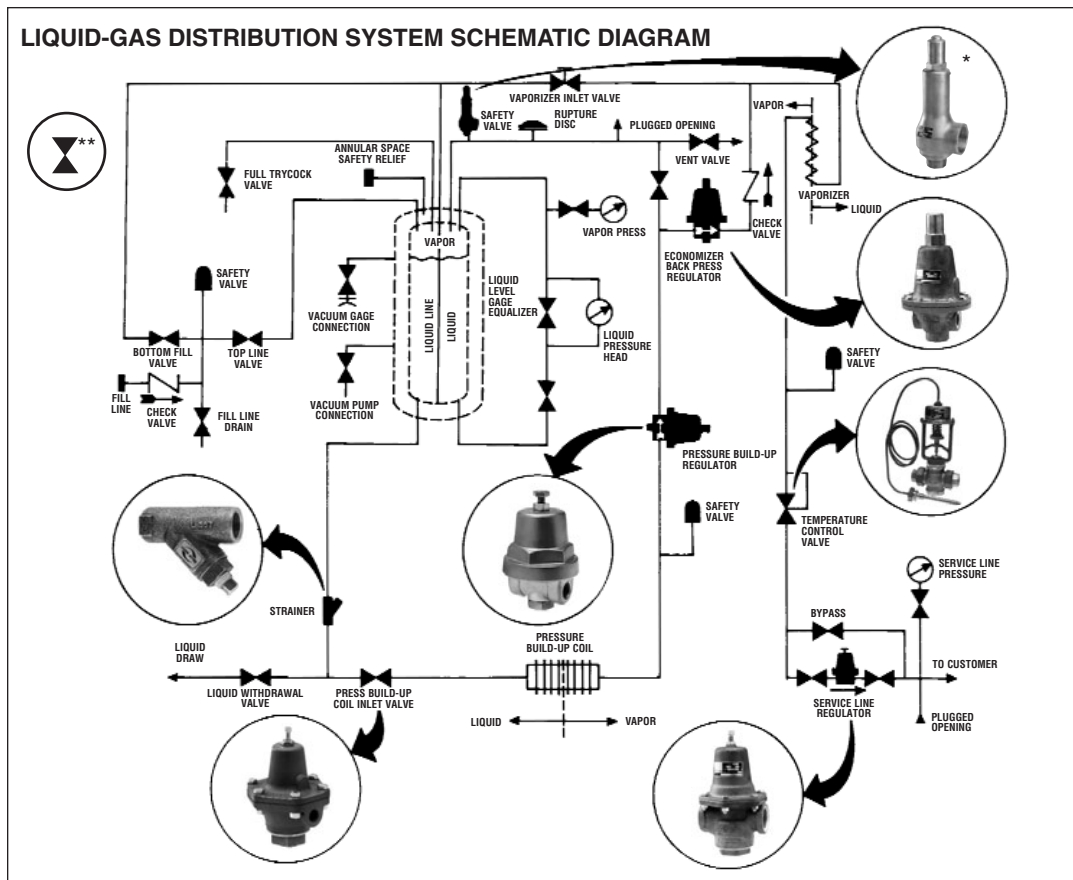 LIQUID-GAS DISTRIBUTION SYSTEM SCHEMATIC DIAGRAM
*
**
VAPORIZER INLET VALVE
SAFETY
VALVE
RUPTURE
DISC
PLUGGED OPENING
VENT VALVE
VAPOR
VAPORIZER
LIQUID
ANNULAR SPACE
SAFETY RELIEF
FULL TRYCOCK
VALVE
VAPOR PRESS
CHECK
VALVE
ECONOMIZER
BACK PRESS
REGULATOR
VAPOR
SAFETY
VALVE
VACUUM GAGE
CONNECTION
LIQUID LINE
LIQUID
LIQUID
LEVEL
GAGE
EQUALIZER
LIQUID
PRESSURE
HEAD
BOTTOM FILL
VALVE
TOP LINE
VALVE
FILL
LINE
CHECK
VALVE
FILL LINE
DRAIN
VACUUM PUMP
CONNECTION
SAFETY
VALVE
PRESSURE BUILD-UP
REGULATOR
SAFETY
VALVE
TEMPERATURE
CONTROL
VALVE
SERVICE LINE
PRESSURE
STRAINER
BYPASS
LIQUID
DRAW
LIQUID WITHDRAWAL
VALVE
PRESS BUILD-UP
COIL INLET VALVE
PRESSURE
BUILD-UP COIL
LIQUID
VAPOR
TO CUSTOMER
SERVICE LINE
REGULATOR
PLUGGED
OPENING